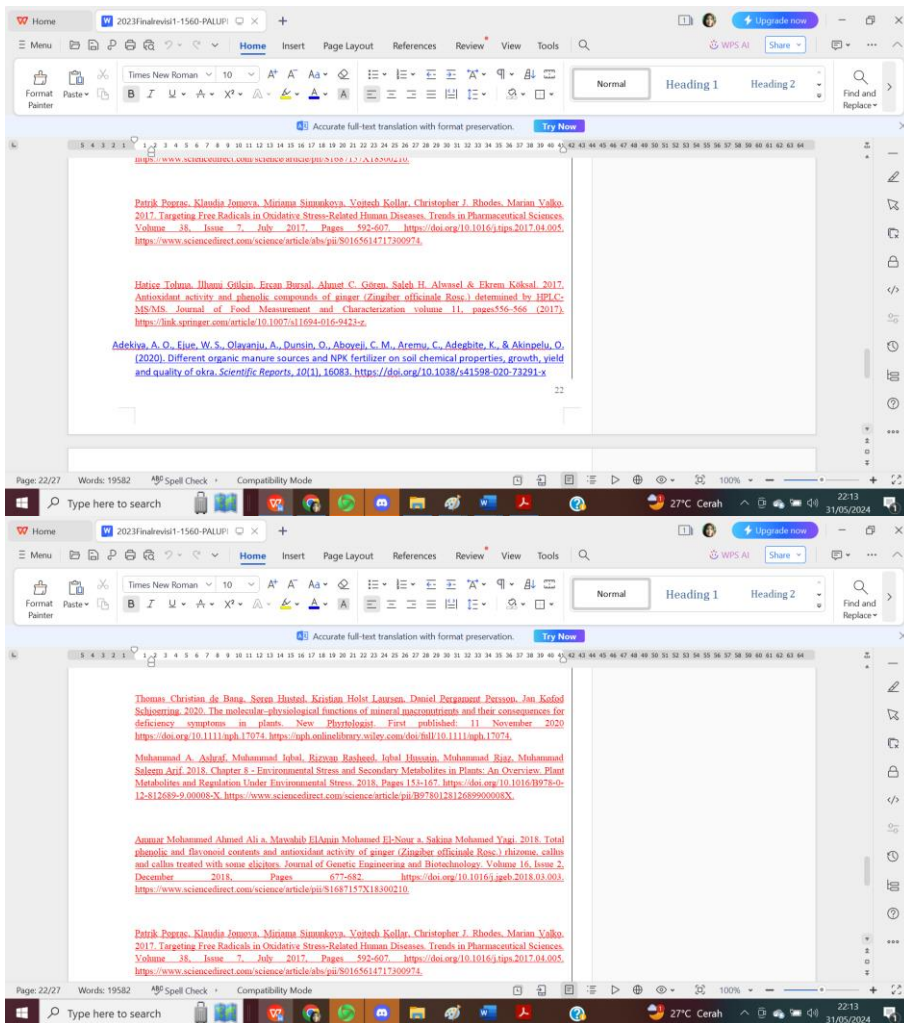 Home
2023Finalrevisi1-1560-PALUPI
Upgrade now
Menu
Home
Insert
Page Layout
References
Review
View
Tools
WPS AI
Share
Format Painter
Paste
Times New Roman
10
Normal
Heading 1
Heading 2
Find and Replace
Accurate full-text translation with format preservation.
Try Now
https://www.sciencedirect.com/science/article/pii/S1687157X18300210.
Patrik Poprac, Klaudia Jomova, Miriama Simunkova, Vojtech Kollar, Christopher J. Rhodes, Marian Valko.
2017. Targeting Free Radicals in Oxidative Stress-Related Human Diseases. Trends in Pharmaceutical Sciences.
Volume 38, Issue 7, July 2017, Pages 592-607. https://doi.org/10.1016/j.tips.2017.04.005.
https://www.sciencedirect.com/science/article/abs/pii/S0165614717300974.
Hatice Tohma, İlhami Gülçin, Ercan Bursal, Ahmet C. Gören, Saleh H. Alwasel & Ekrem Köksal. 2017.
Antioxidant activity and phenolic compounds of ginger (Zingiber officinale Rosc.) determined by HPLC-
MS/MS. Journal of Food Measurement and Characterization volume 11, pages556–566 (2017).
https://link.springer.com/article/10.1007/s11694-016-9423-z.
Adekiya, A. O., Ejue, W. S., Olayanju, A., Dunsin, O., Aboyeji, C. M., Aremu, C., Adegbite, K., & Akinpelu, O.
(2020). Different organic manure sources and NPK fertilizer on soil chemical properties, growth, yield
and quality of okra. Scientific Reports, 10(1), 16083. https://doi.org/10.1038/s41598-020-73291-x
22
Page: 22/27
Words: 19582
Spell Check
Compatibility Mode
100%
Type here to search
27°C Cerah
22:13
31/05/2024
Home
2023Finalrevisi1-1560-PALUPI
Upgrade now
Menu
Home
Insert
Page Layout
References
Review
View
Tools
WPS AI
Share
Format Painter
Paste
Times New Roman
10
Normal
Heading 1
Heading 2
Find and Replace
Accurate full-text translation with format preservation.
Try Now
Thomas Christian de Bang, Søren Husted, Kristian Holst Laursen, Daniel Pergament Persson, Jan Kofod
Schjoerring. 2020. The molecular–physiological functions of mineral macronutrients and their consequences for
deficiency symptoms in plants. New Phyrtologist. First published: 11 November 2020
https://doi.org/10.1111/nph.17074. https://nph.onlinelibrary.wiley.com/doi/full/10.1111/nph.17074.
Muhammad A. Ashraf, Muhammad Iqbal, Rizwan Rasheed, Iqbal Hussain, Muhammad Riaz, Muhammad
Saleem Arif. 2018. Chapter 8 - Environmental Stress and Secondary Metabolites in Plants: An Overview. Plant
Metabolites and Regulation Under Environmental Stress. 2018, Pages 153-167. https://doi.org/10.1016/B978-0-
12-812689-9.00008-X. https://www.sciencedirect.com/science/article/pii/B978012812689900008X.
Ammar Mohammed Ahmed Ali a, Mawahib ElAmin Mohamed El-Nour a, Sakina Mohamed Yagi. 2018. Total
phenolic and flavonoid contents and antioxidant activity of ginger (Zingiber officinale Rosc.) rhizome, callus
and callus treated with some elicitors. Journal of Genetic Engineering and Biotechnology. Volume 16, Issue 2,
December 2018, Pages 677-682. https://doi.org/10.1016/j.jgeb.2018.03.003.
https://www.sciencedirect.com/science/article/pii/S1687157X18300210.
Patrik Poprac, Klaudia Jomova, Miriama Simunkova, Vojtech Kollar, Christopher J. Rhodes, Marian Valko.
2017. Targeting Free Radicals in Oxidative Stress-Related Human Diseases. Trends in Pharmaceutical Sciences.
Volume 38, Issue 7, July 2017, Pages 592-607. https://doi.org/10.1016/j.tips.2017.04.005.
https://www.sciencedirect.com/science/article/abs/pii/S0165614717300974.
Page: 22/27
Words: 19582
Spell Check
Compatibility Mode
100%
Type here to search
27°C Cerah
22:13
31/05/2024